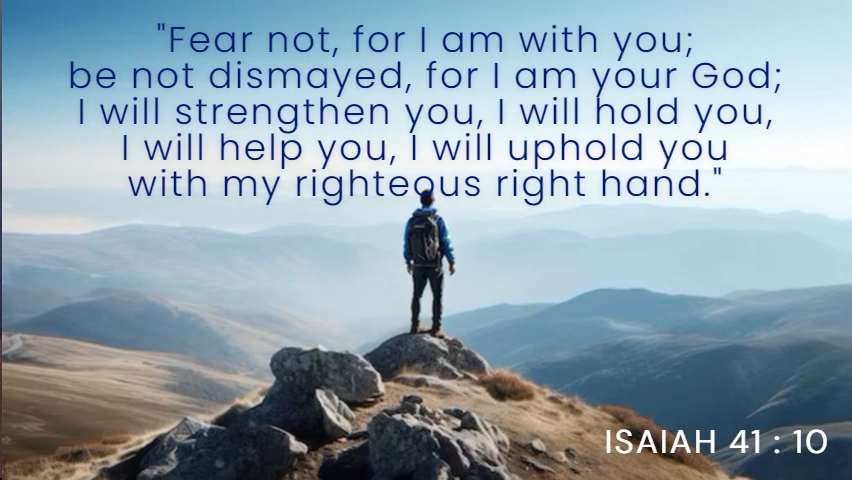 "Fear not, for I am with you;
be not dismayed, for I am your God;
I will strengthen you, I will hold you,
I will help you, I will uphold you
with my righteous right hand."
ISAIAH 41 : 10